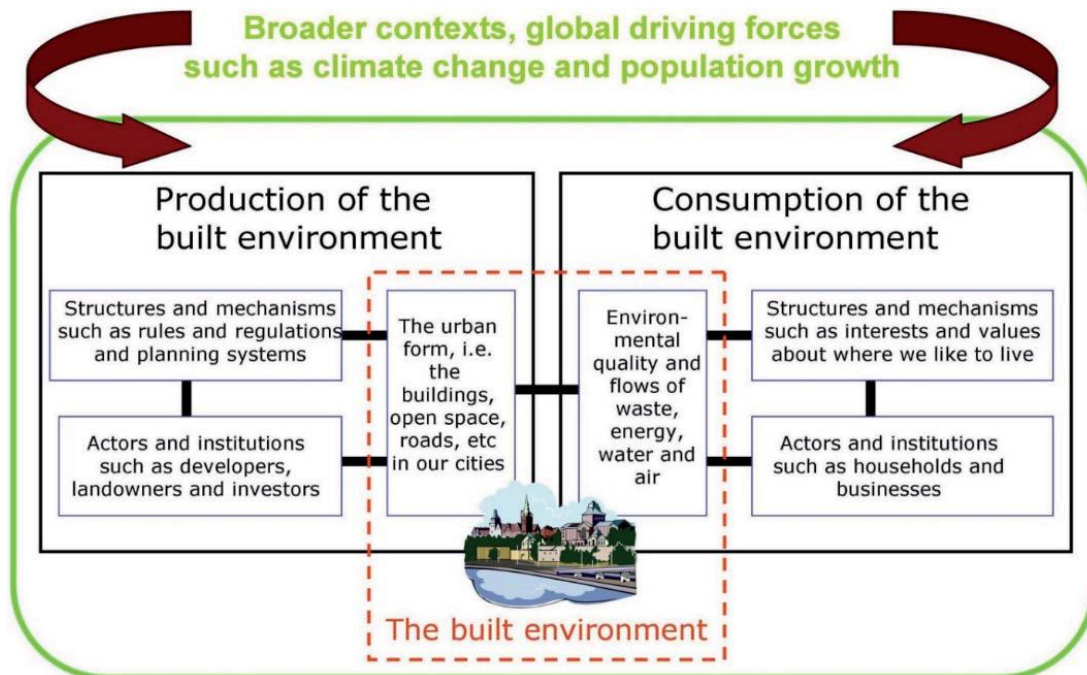 Broader contexts, global driving forces
such as climate change and population growth
Production of the
built environment
Structures and mechanisms
such as rules and regulations
and planning systems
Actors and institutions
such as developers,
landowners and investors
The urban
form, i.e.
the
buildings,
open space,
roads, etc
in our cities
Consumption of the
built environment
Environ-
mental
quality and
flows of
waste,
energy,
water and
air
Structures and mechanisms
such as interests and values
about where we like to live
Actors and institutions
such as households and
businesses
The built environment